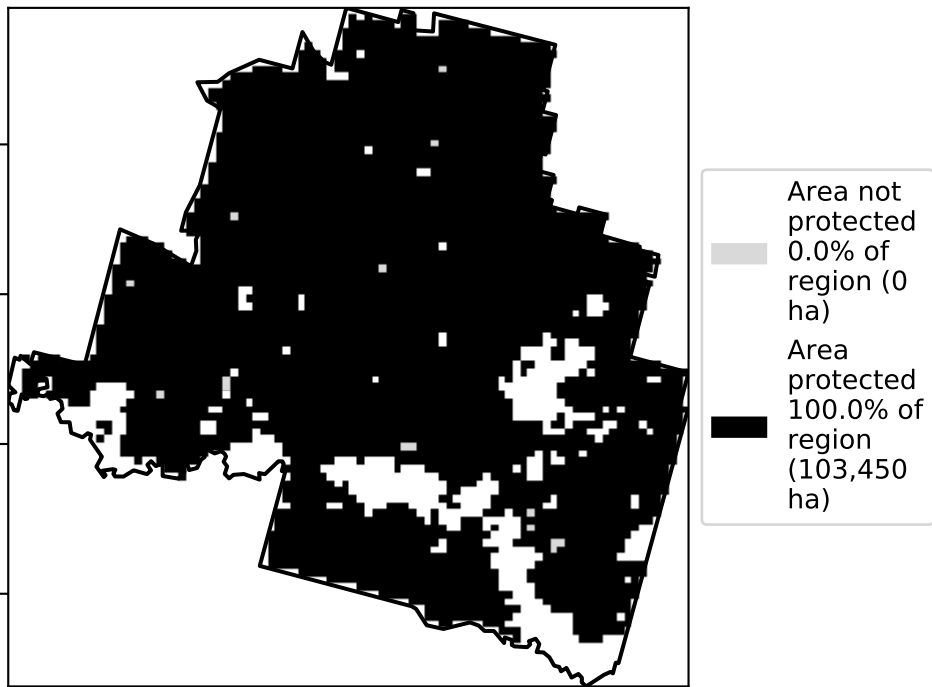 Area not
protected
0.0% of
region (0
ha)
Area
protected
100.0% of
region
(103,450
ha)